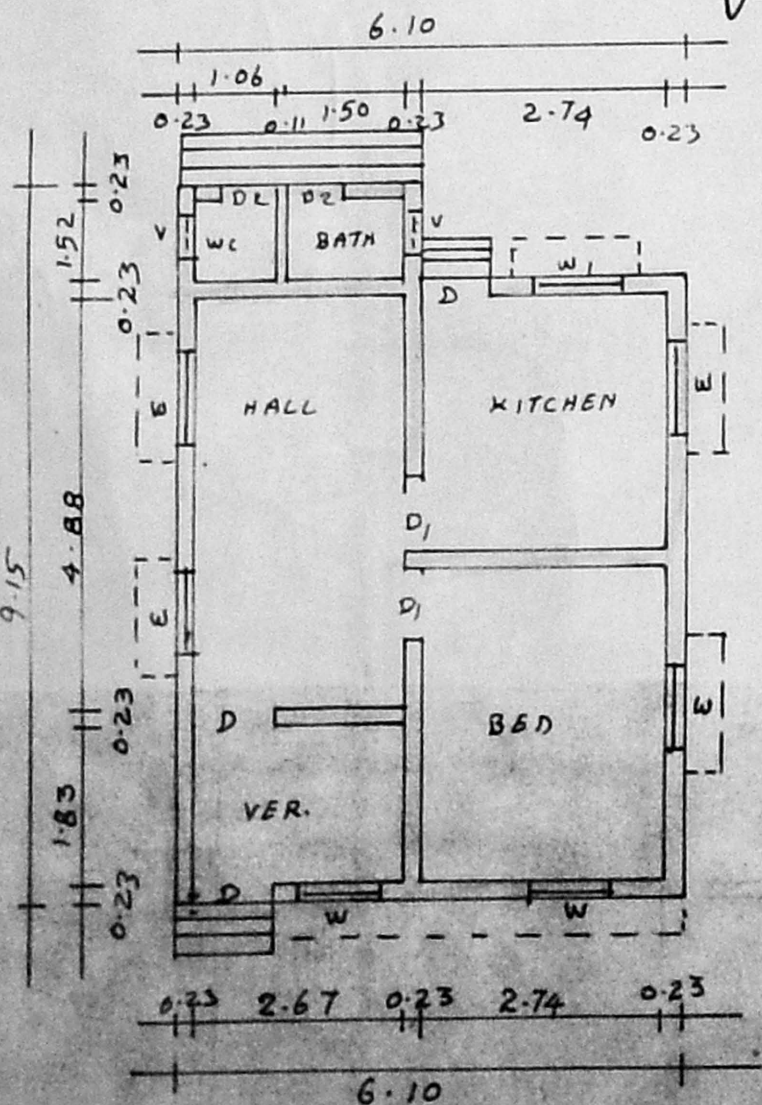 6.10
1.06
0.23 0.11 1.50 0.23 2.74 0.23
0.23
1.52
0.23
4.88
0.23
1.83
0.23
9.15
D2 D2
V WC BATH V
D W1
W HALL KITCHEN W
D1
W D1
D BED W
VER.
D W W
0.23 2.67 0.23 2.74 0.23
6.10